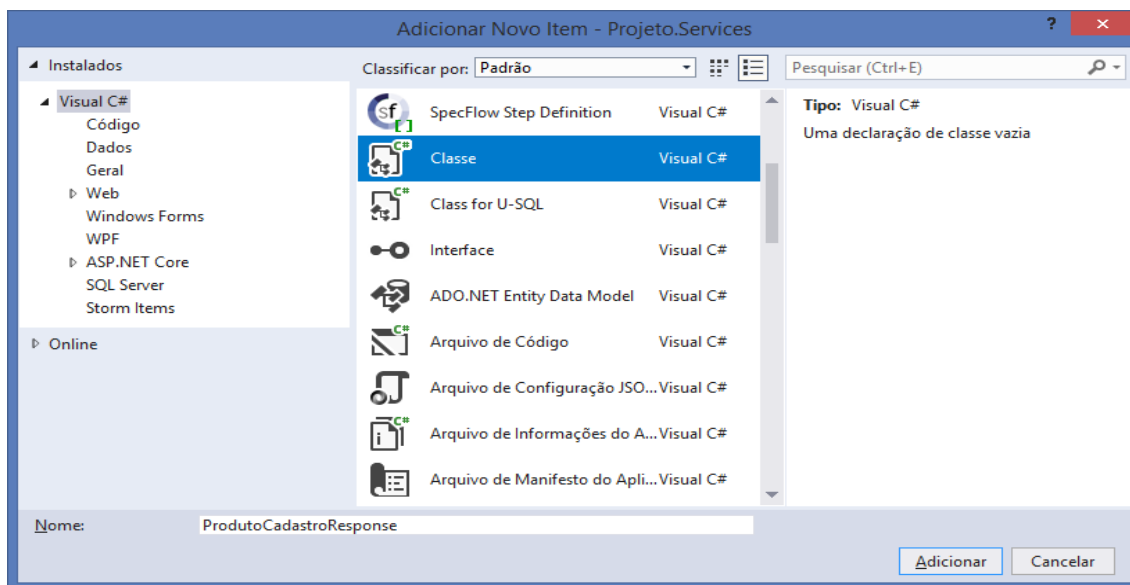 Adicionar Novo Item - Projeto.Services
? ×
Instalados
Visual C#
Código
Dados
Geral
Web
Windows Forms
WPF
ASP.NET Core
SQL Server
Storm Items
Online
Classificar por: Padrão
SpecFlow Step Definition Visual C#
Classe Visual C#
Class for U-SQL Visual C#
Interface Visual C#
ADO.NET Entity Data Model Visual C#
Arquivo de Código Visual C#
Arquivo de Configuração JSO... Visual C#
Arquivo de Informações do A... Visual C#
Arquivo de Manifesto do Apli... Visual C#
Pesquisar (Ctrl+E)
Tipo: Visual C#
Uma declaração de classe vazia
Nome: ProdutoCadastroResponse
Adicionar Cancelar